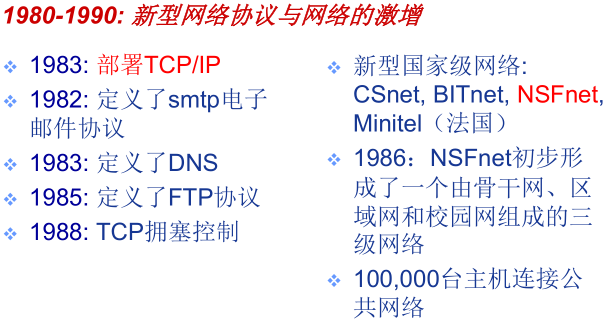 1980-1990: 新型网络协议与网络的激增
1983: 部署TCP/IP
1982: 定义了smtp电子
邮件协议
1983: 定义了DNS
1985: 定义了FTP协议
1988: TCP拥塞控制
新型国家级网络:
CSnet, BITnet, NSFnet,
Minitel（法国）
1986：NSFnet初步形
成了一个由骨干网、区
域网和校园网组成的三
级网络
100,000台主机连接公
共网络